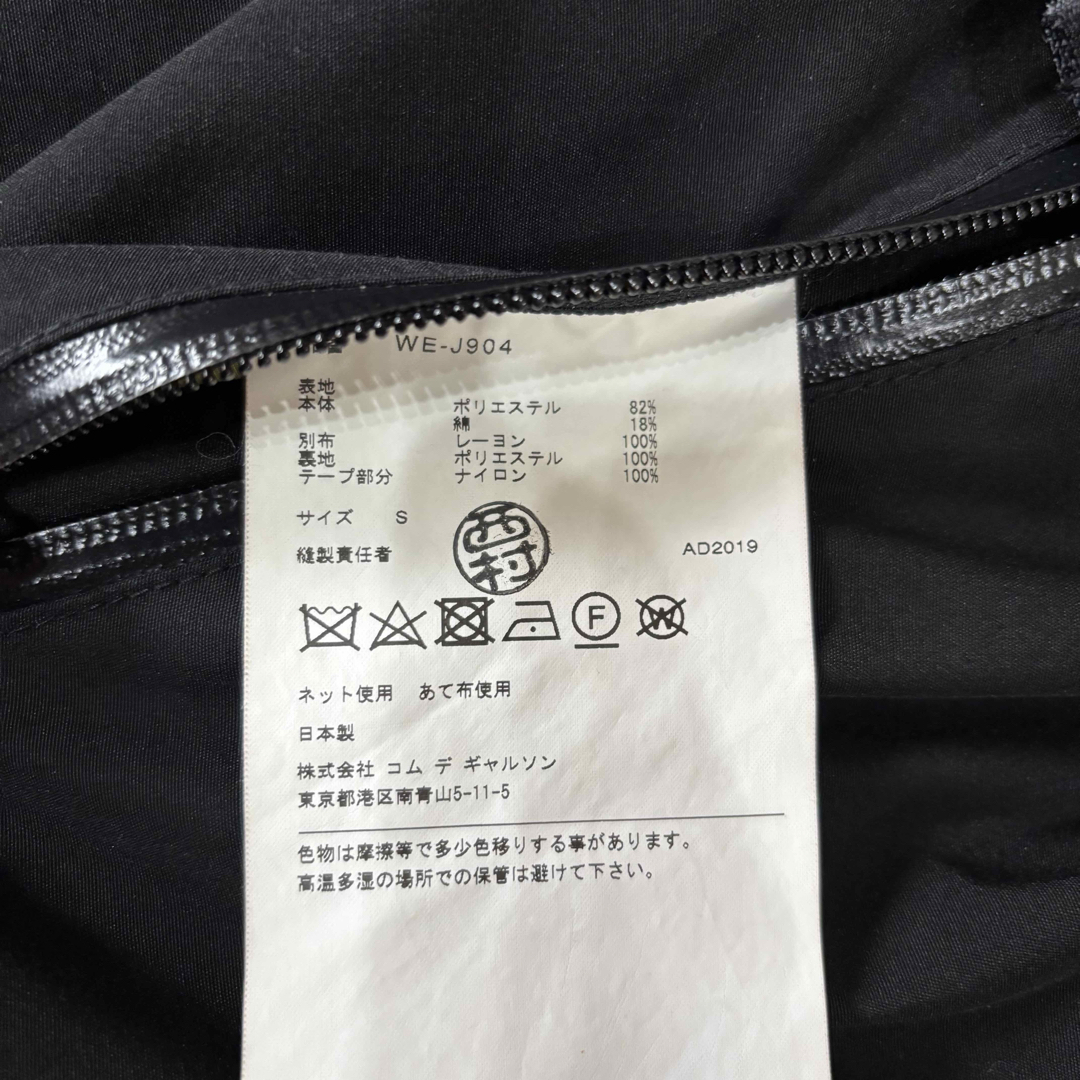 WE-J904
表地
本体 ポリエステル 82%
綿 18%
別布 レーヨン 100%
裏地 ポリエステル 100%
テープ部分 ナイロン 100%
サイズ S
西村
縫製責任者 AD2019
F W
ネット使用 あて布使用
日本製
株式会社 コム デ ギャルソン
東京都港区南青山5-11-5
色物は摩擦等で多少色移りする事があります。
高温多湿の場所での保管は避けて下さい。